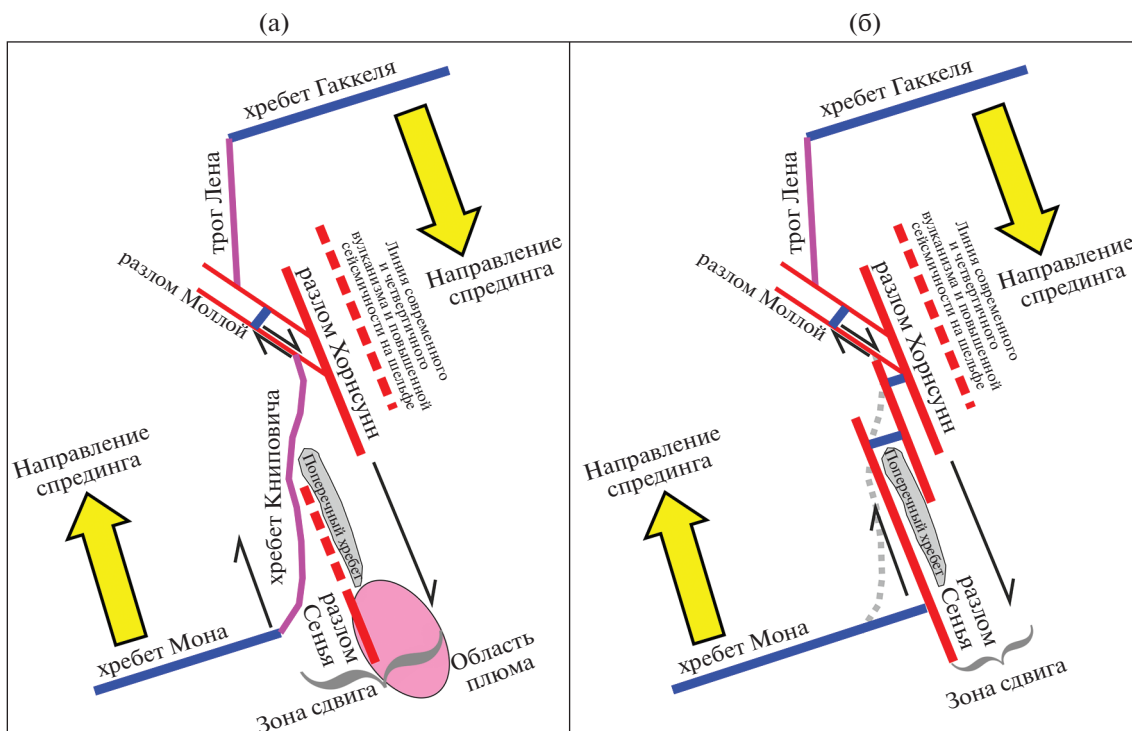 (а)
хребет Гаккеля
трог Лена
Направление
спрединга
разлом Моллой
разлом Хорнсунн
Линия современного
и четвертичного
вулканизма и повышенной
сейсмичности на шельфе
Направление
спрединга
хребет Книповича
Поперечный хребет
хребет Мона
разлом
Сенья
Область
плюма
Зона сдвига
(б)
хребет Гаккеля
трог Лена
Направление
спрединга
разлом Моллой
разлом Хорнсунн
Линия современного
и четвертичного
вулканизма и повышенной
сейсмичности на шельфе
Направление
спрединга
Поперечный хребет
хребет Мона
разлом
Сенья
Зона сдвига